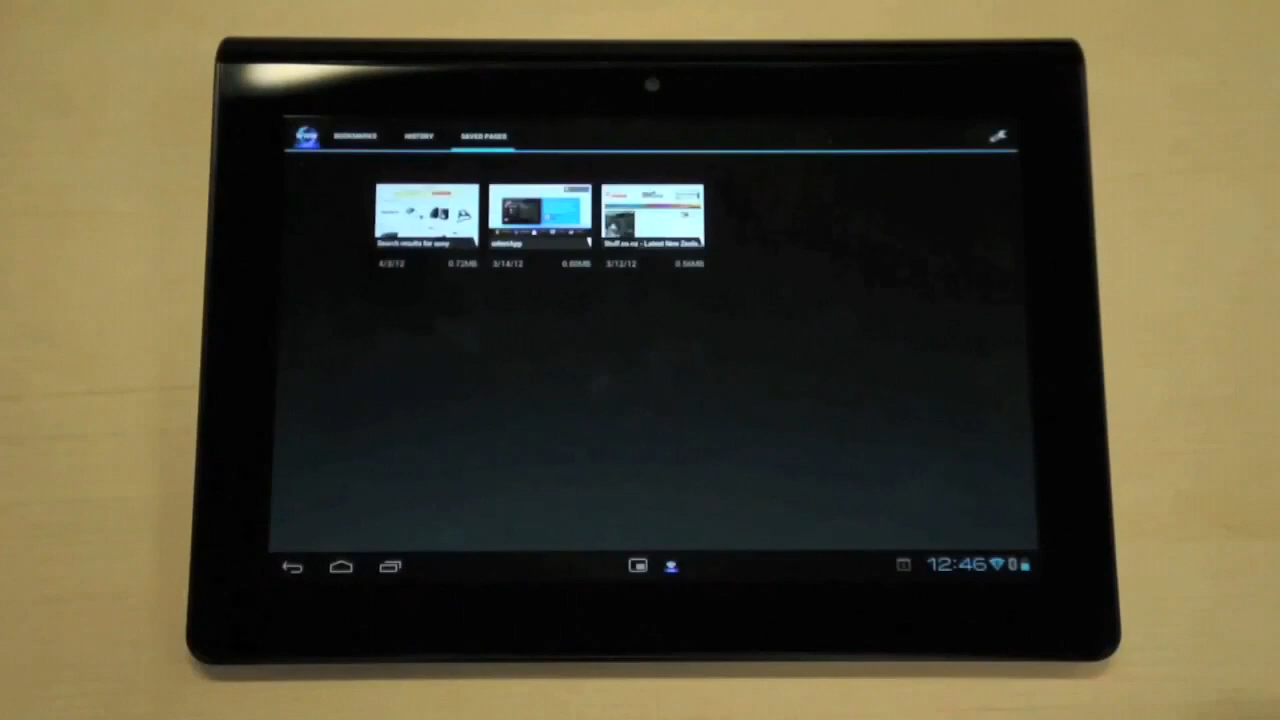 BOOKMARKS HISTORY SAVED PAGES
Search results for sony
Stuff.co.nz - Latest New Zeala
4/3/12 0.72MB 3/14/12 0.60MB 3/12/12 0.56MB
12:46